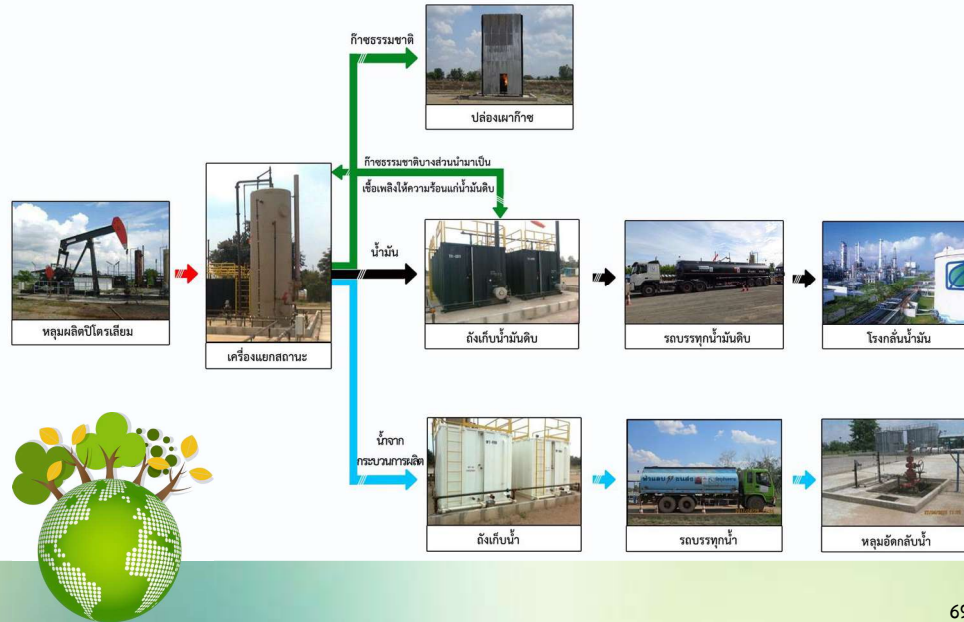 ก๊าซธรรมชาติ
ปล่องเผาก๊าซ
ก๊าซธรรมชาติบางส่วนนำมาเป็น
เชื้อเพลิงให้ความร้อนแก่น้ำมันดิบ
น้ำมัน
หลุมผลิตปิโตรเลียม
เครื่องแยกสถานะ
ถังเก็บน้ำมันดิบ
รถบรรทุกน้ำมันดิบ
โรงกลั่นน้ำมัน
น้ำจาก
กระบวนการผลิต
ถังเก็บน้ำ
รถบรรทุกน้ำ
หลุมอัดกลับน้ำ
69